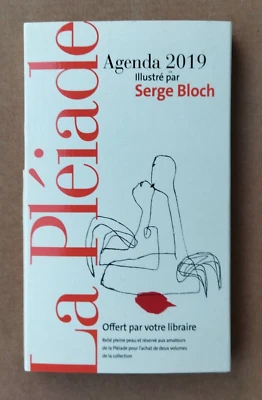 La Pléiade
Agenda 2019
Illustré par
Serge Bloch
Offert par votre libraire
Relié pleine peau et réservé aux amateurs
de la Pléiade pour l'achat de deux volumes
de la collection